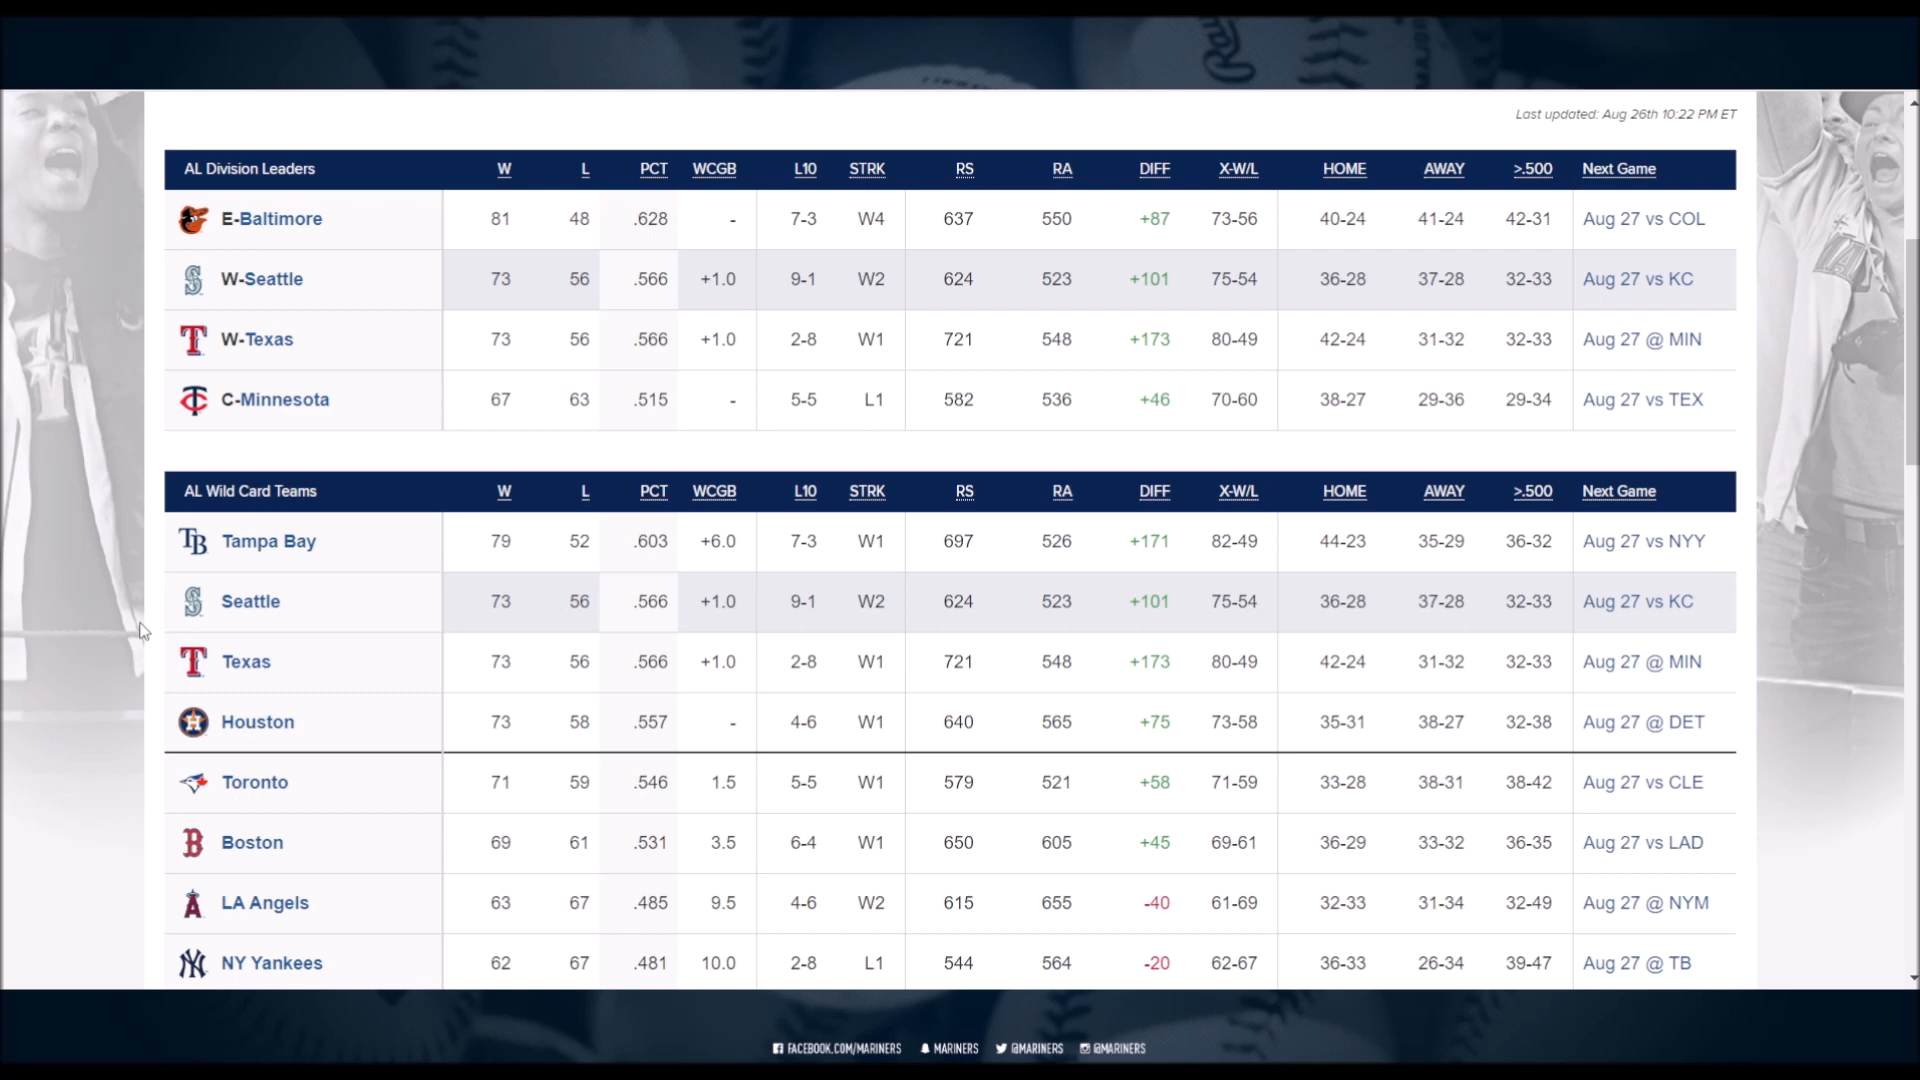 Last updated: Aug 26th 10:22 PM ET
AL Division Leaders W L PCT WCGB L10 STRK RS RA DIFF X-W/L HOME AWAY >.500 Next Game
E-Baltimore 81 48 .628 - 7-3 W4 637 550 +87 73-56 40-24 41-24 42-31 Aug 27 vs COL
W-Seattle 73 56 .566 +1.0 9-1 W2 624 523 +101 75-54 36-28 37-28 32-33 Aug 27 vs KC
W-Texas 73 56 .566 +1.0 2-8 W1 721 548 +173 80-49 42-24 31-32 32-33 Aug 27 @ MIN
C-Minnesota 67 63 .515 - 5-5 L1 582 536 +46 70-60 38-27 29-36 29-34 Aug 27 vs TEX
AL Wild Card Teams W L PCT WCGB L10 STRK RS RA DIFF X-W/L HOME AWAY >.500 Next Game
TB Tampa Bay 79 52 .603 +6.0 7-3 W1 697 526 +171 82-49 44-23 35-29 36-32 Aug 27 vs NYY
Seattle 73 56 .566 +1.0 9-1 W2 624 523 +101 75-54 36-28 37-28 32-33 Aug 27 vs KC
Texas 73 56 .566 +1.0 2-8 W1 721 548 +173 80-49 42-24 31-32 32-33 Aug 27 @ MIN
Houston 73 58 .557 - 4-6 W1 640 565 +75 73-58 35-31 38-27 32-38 Aug 27 @ DET
Toronto 71 59 .546 1.5 5-5 W1 579 521 +58 71-59 33-28 38-31 38-42 Aug 27 vs CLE
Boston 69 61 .531 3.5 6-4 W1 650 605 +45 69-61 36-29 33-32 36-35 Aug 27 vs LAD
LA Angels 63 67 .485 9.5 4-6 W2 615 655 -40 61-69 32-33 31-34 32-49 Aug 27 @ NYM
NY Yankees 62 67 .481 10.0 2-8 L1 544 564 -20 62-67 36-33 26-34 39-47 Aug 27 @ TB
FACEBOOK.COM/MARINERS MARINERS @MARINERS @MARINERS